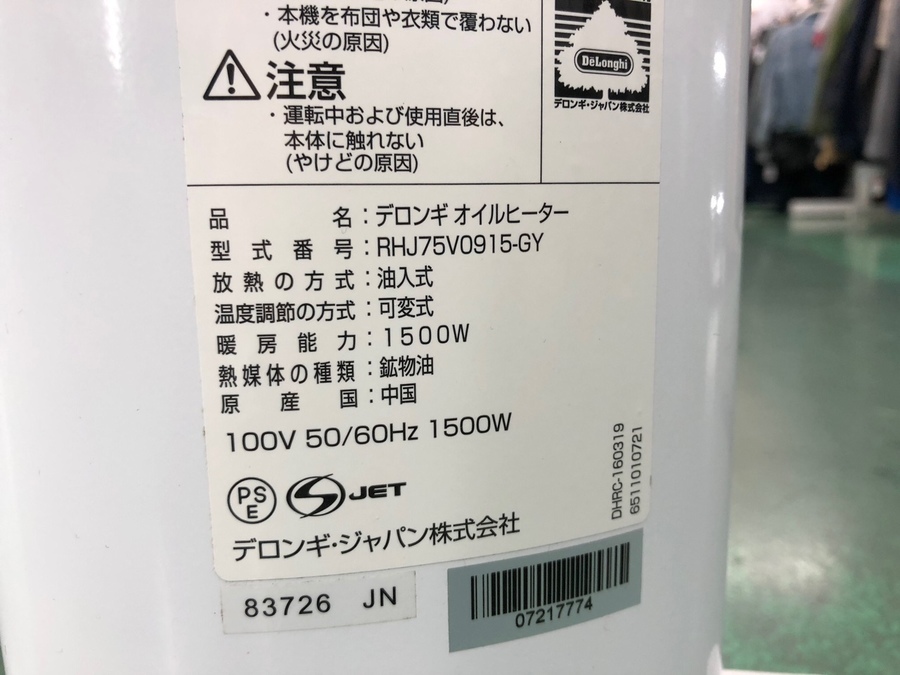 ・本機を布団や衣類で覆わない
(火災の原因)
注意
・運転中および使用直後は、
本体に触れない
(やけどの原因)
DeLonghi
デロンギ・ジャパン株式会社
品名：デロンギ オイルヒーター
型式番号：RHJ75V0915-GY
放熱の方式：油入式
温度調節の方式：可変式
暖房能力：1500W
熱媒体の種類：鉱物油
原産国：中国
100V 50/60Hz 1500W
PSE
JET
デロンギ・ジャパン株式会社
DHRC-160319
6511010721
83726 JN
07217774